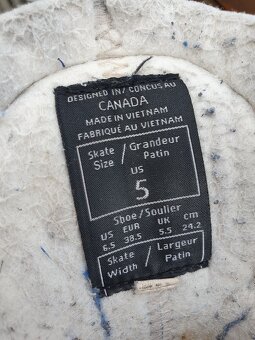 DESIGNED IN / CONCUS AU
CANADA
MADE IN VIETNAM
FABRIQUÉ AU VIETNAM
Skate / Grandeur
Size / Patin
US
5
Shoe/Soulier
US EUR UK cm
6.5 38.5 5.5 24.2
Skate / Largeur
Width / Patin